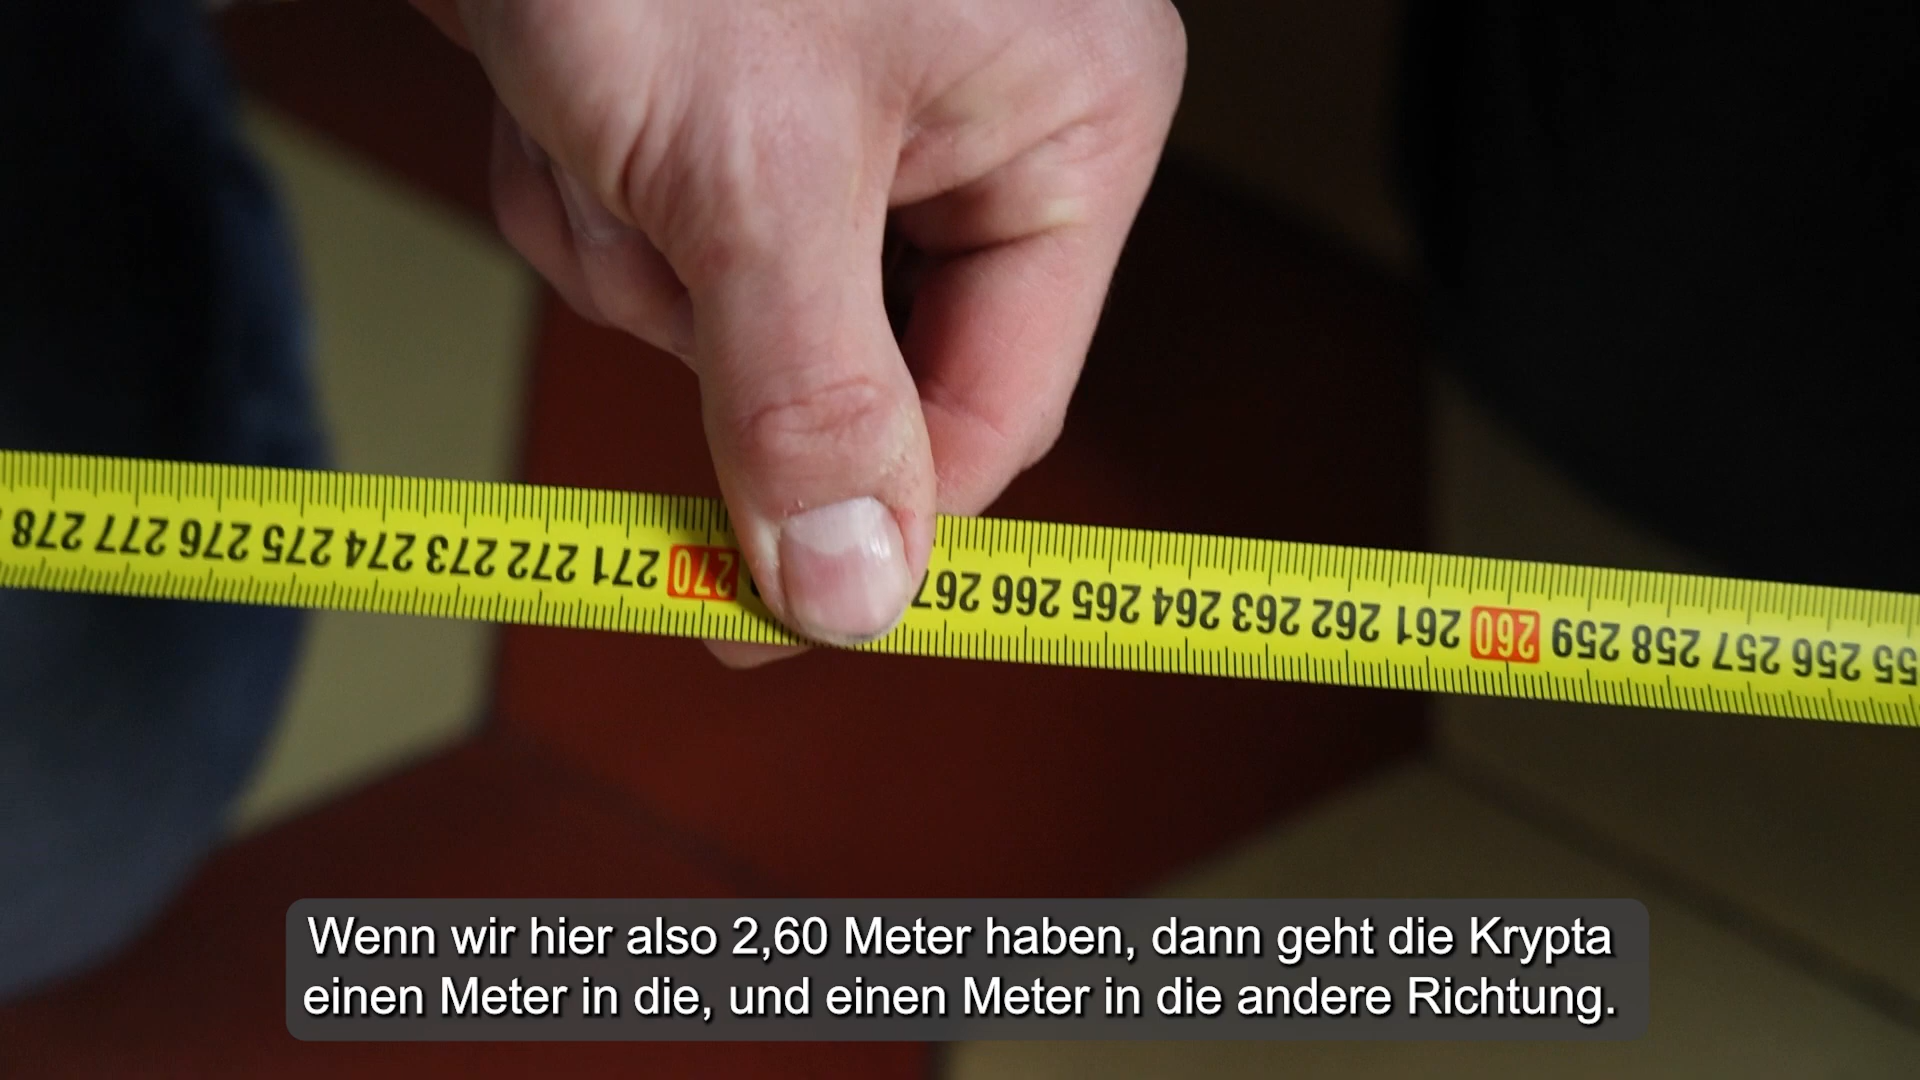 278 277 276 275 274 273 272 271 270 267 266 265 264 263 262 261 260 259 258 257 256 55
Wenn wir hier also 2,60 Meter haben, dann geht die Krypta
einen Meter in die, und einen Meter in die andere Richtung.